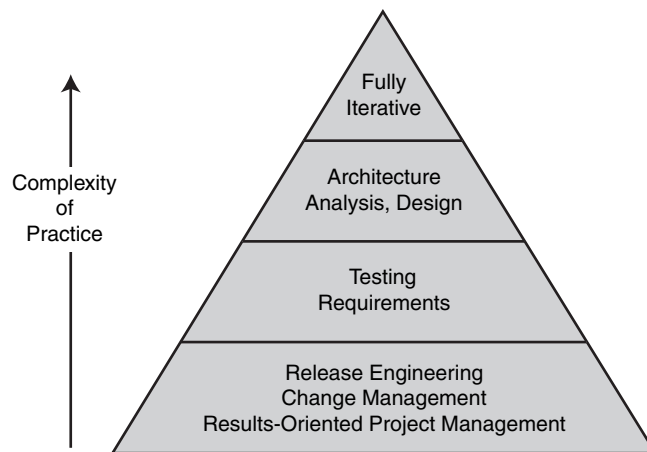 Fully
Iterative
Architecture
Analysis, Design
Complexity
of
Practice
Testing
Requirements
Release Engineering
Change Management
Results-Oriented Project Management